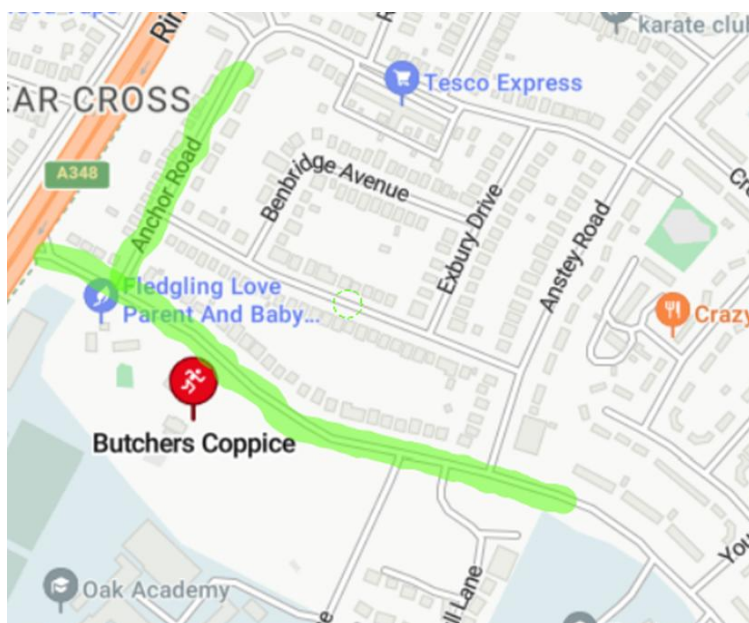 karate club
Tesco Express
EAR CROSS
A348
Anchor Road
Benbridge Avenue
Exbury Drive
Anstey Road
Fledgling Love
Parent And Baby...
Crazy
Butchers Coppice
Oak Academy